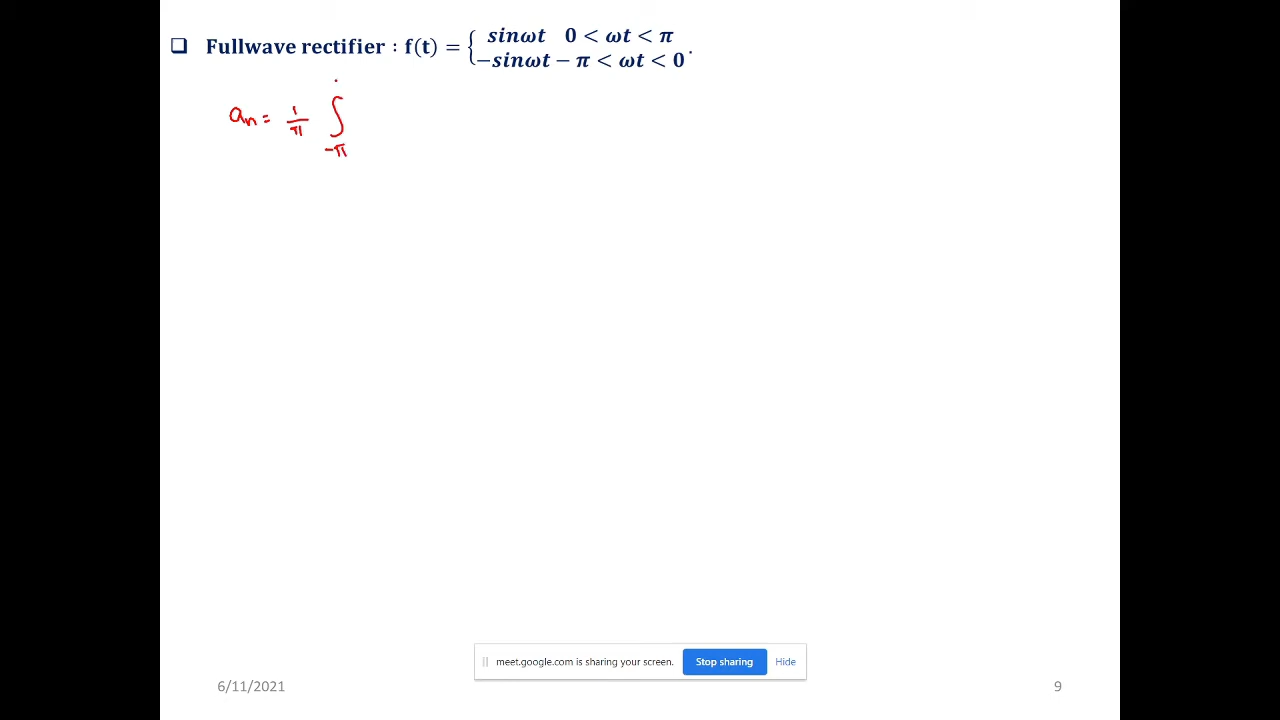 ❑ Fullwave rectifier : f(t) = { sinωt 0 < ωt < π
−sinωt − π < ωt < 0 .
aₙ = 1/π ∫
-π
meet.google.com is sharing your screen. Stop sharing Hide
6/11/2021 9